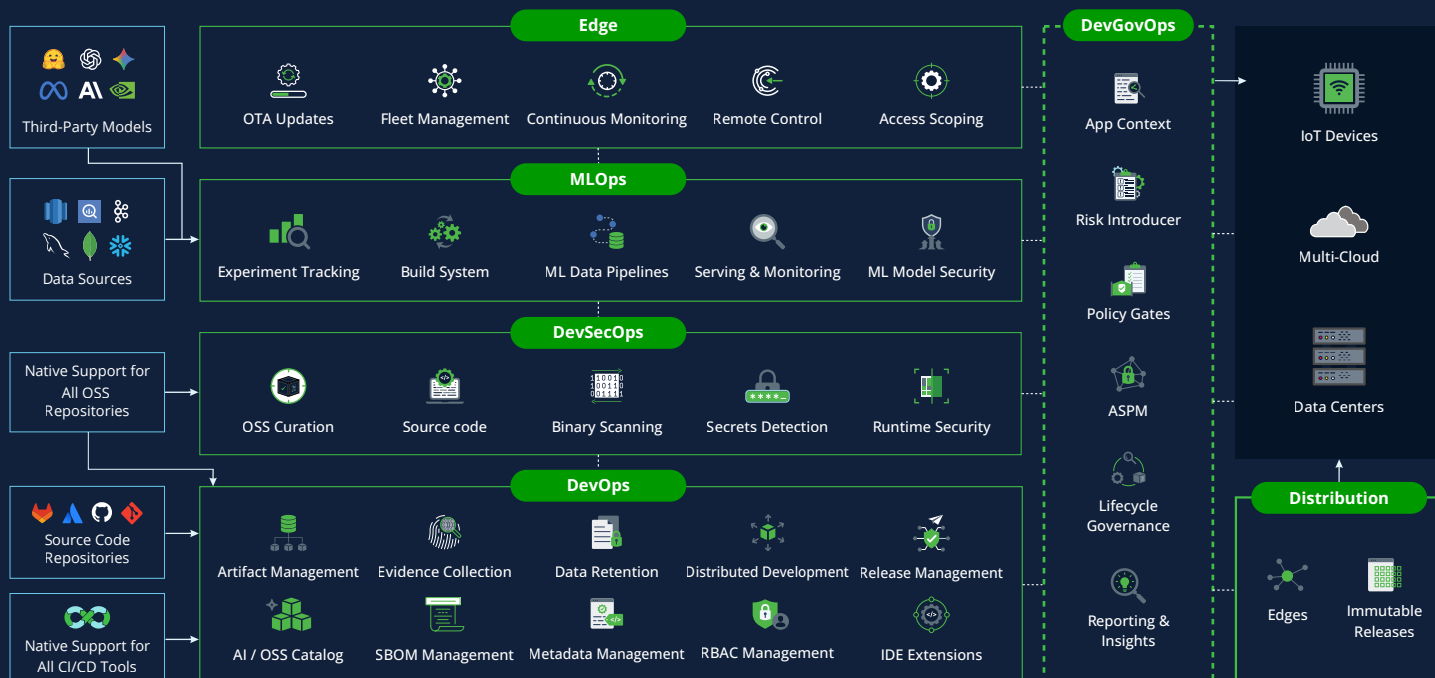 Third-Party Models
Data Sources
Native Support for
All OSS
Repositories
Source Code
Repositories
Native Support for
All CI/CD Tools
Edge
OTA Updates
Fleet Management
Continuous Monitoring
Remote Control
Access Scoping
MLOps
Experiment Tracking
Build System
ML Data Pipelines
Serving & Monitoring
ML Model Security
DevSecOps
OSS Curation
Source code
110010
100110
001111
Binary Scanning
****_
Secrets Detection
Runtime Security
DevOps
Artifact Management
Evidence Collection
Data Retention
Distributed Development
Release Management
AI / OSS Catalog
SBOM Management
Metadata Management
RBAC Management
IDE Extensions
DevGovOps
App Context
Risk Introducer
Policy Gates
ASPM
Lifecycle
Governance
Reporting &
Insights
IoT Devices
Multi-Cloud
Data Centers
Distribution
Edges
Immutable
Releases